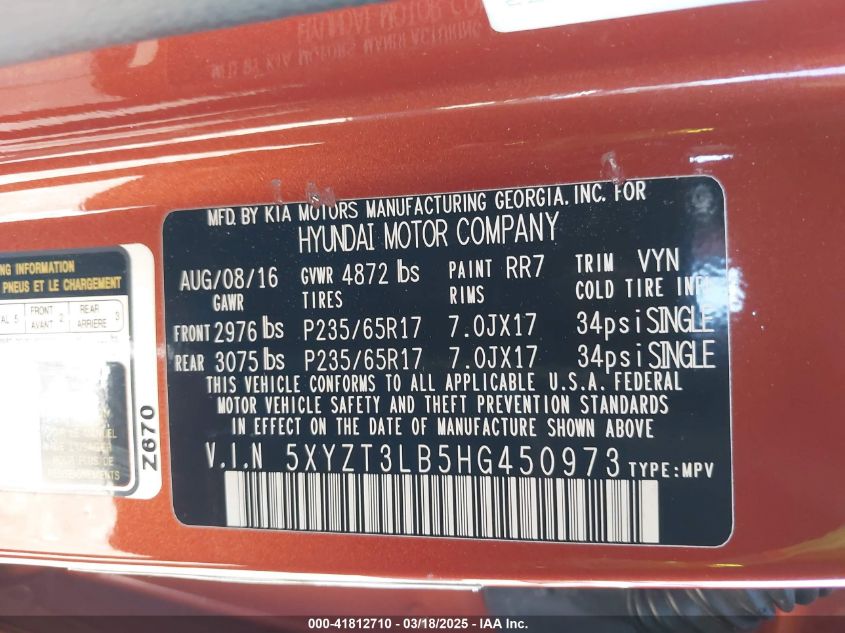 MFD. BY KIA MOTORS MANUFACTURING GEORGIA, INC. FOR
HYUNDAI MOTOR COMPANY
AUG/08/16 GVWR 4872 lbs PAINT RR7 TRIM VYN
GAWR TIRES RIMS COLD TIRE INFL
FRONT 2976 lbs P235/65R17 7.0JX17 34psi SINGLE
REAR 3075 lbs P235/65R17 7.0JX17 34psi SINGLE
THIS VEHICLE CONFORMS TO ALL APPLICABLE U.S.A. FEDERAL
MOTOR VEHICLE SAFETY AND THEFT PREVENTION STANDARDS
IN EFFECT ON THE DATE OF MANUFACTURE SHOWN ABOVE.
V.I.N 5XYZT3LB5HG450973 TYPE:MPV
INFORMATION
PNEUS ET LE CHARGEMENT
5 FRONT AVANT 2 REAR ARRIERE 3
Z670
000-41812710 - 03/18/2025 - IAA Inc.